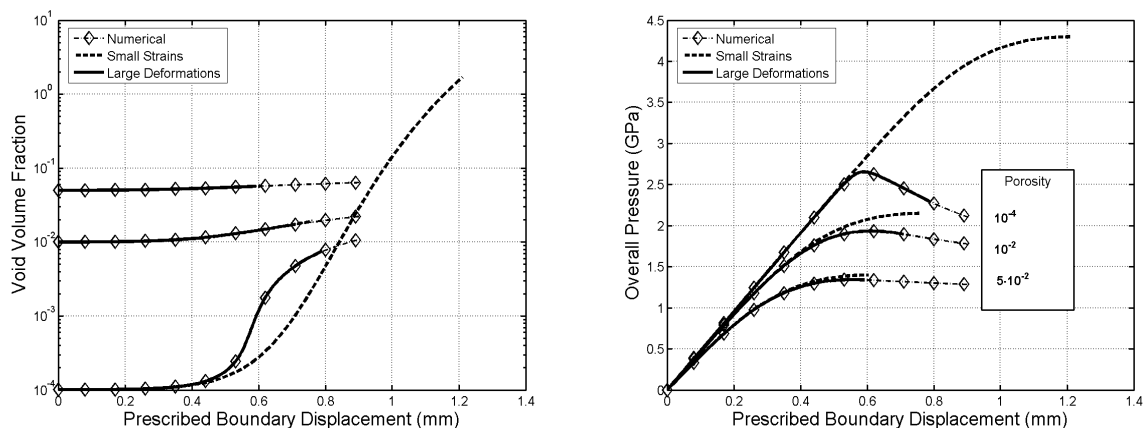 Numerical
Small Strains
Large Deformations
Void Volume Fraction
10^1
10^0
10^-1
10^-2
10^-3
10^-4
0 0.2 0.4 0.6 0.8 1 1.2 1.4
Prescribed Boundary Displacement (mm)
Numerical
Small Strains
Large Deformations
Overall Pressure (GPa)
4.5
4
3.5
3
2.5
2
1.5
1
0.5
0
Porosity
10^-4
10^-2
5·10^-2
0 0.2 0.4 0.6 0.8 1 1.2 1.4
Prescribed Boundary Displacement (mm)